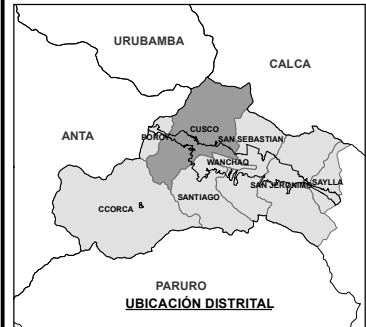 URUBAMBA
CALCA
ANTA
CUSCO
POROY
SAN SEBASTIAN
WANCHAQ
SAN JERONIMO
SAYLLA
SANTIAGO
CCORCA
PARURO
UBICACIÓN DISTRITAL